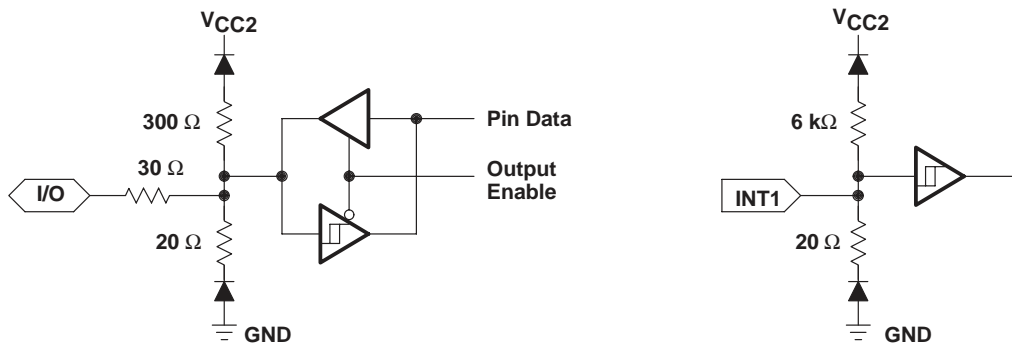 VCC2
300 Ω
30 Ω
I/O
20 Ω
GND
Pin Data
Output
Enable
VCC2
6 kΩ
INT1
20 Ω
GND